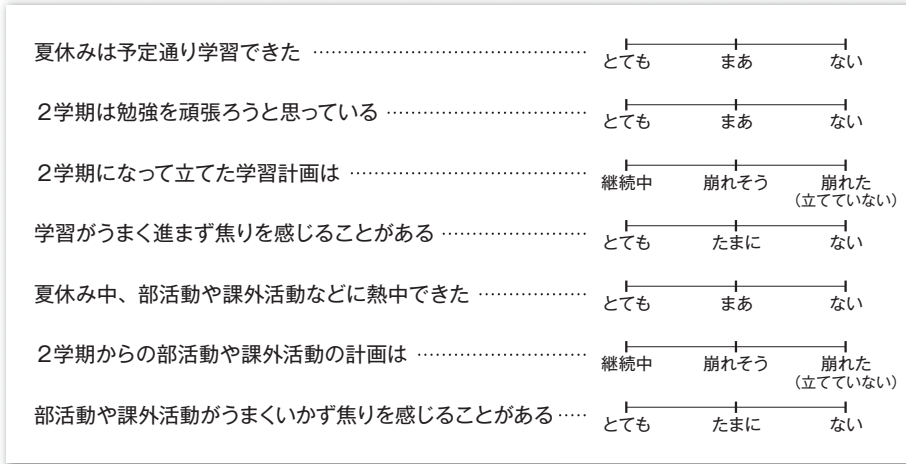 夏休みは予定通り学習できた ………………………………………… とても まあ ない
２学期は勉強を頑張ろうと思っている ……………………………… とても まあ ない
２学期になって立てた学習計画は …………………………………… 継続中 崩れそう 崩れた
（立てていない）
学習がうまく進まず焦りを感じることがある ……………………… とても たまに ない
夏休み中、部活動や課外活動などに熱中できた ………………… とても まあ ない
２学期からの部活動や課外活動の計画は ………………………… 継続中 崩れそう 崩れた
（立てていない）
部活動や課外活動がうまくいかず焦りを感じることがある …… とても たまに ない